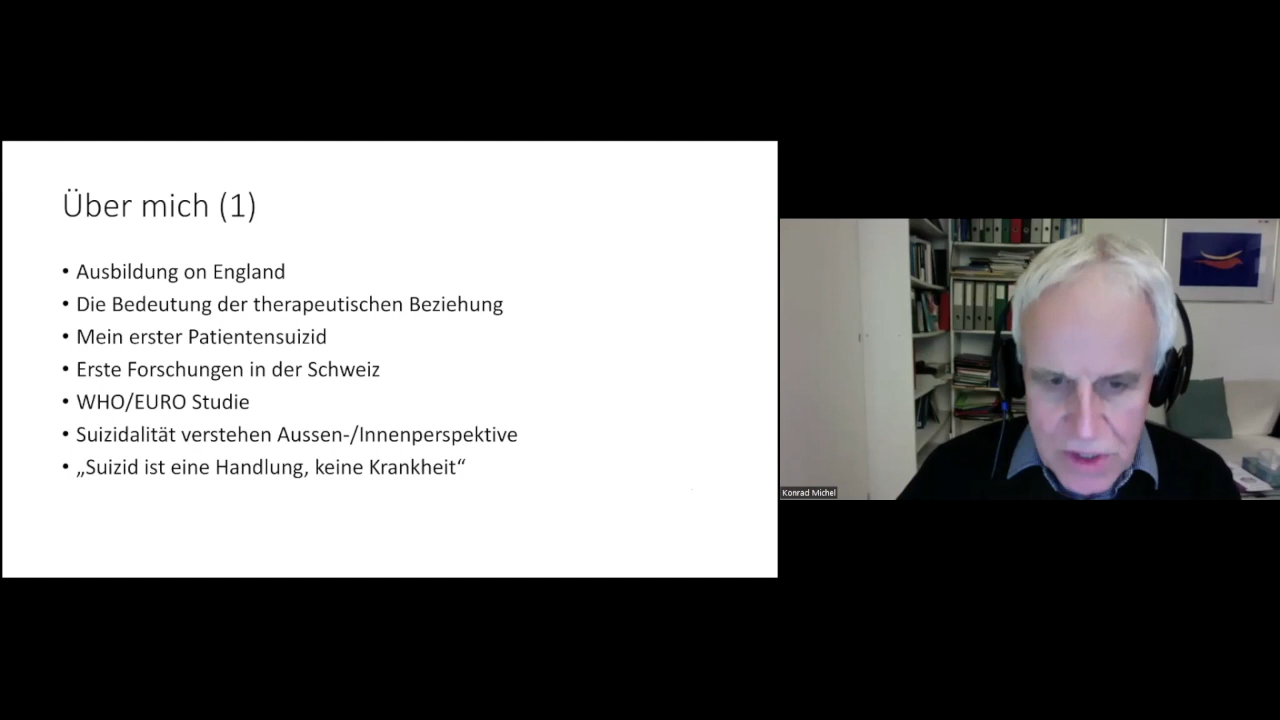 Über mich (1)
• Ausbildung on England
• Die Bedeutung der therapeutischen Beziehung
• Mein erster Patientensuizid
• Erste Forschungen in der Schweiz
• WHO/EURO Studie
• Suizidalität verstehen Aussen-/Innenperspektive
• „Suizid ist eine Handlung, keine Krankheit“
Konrad Michel